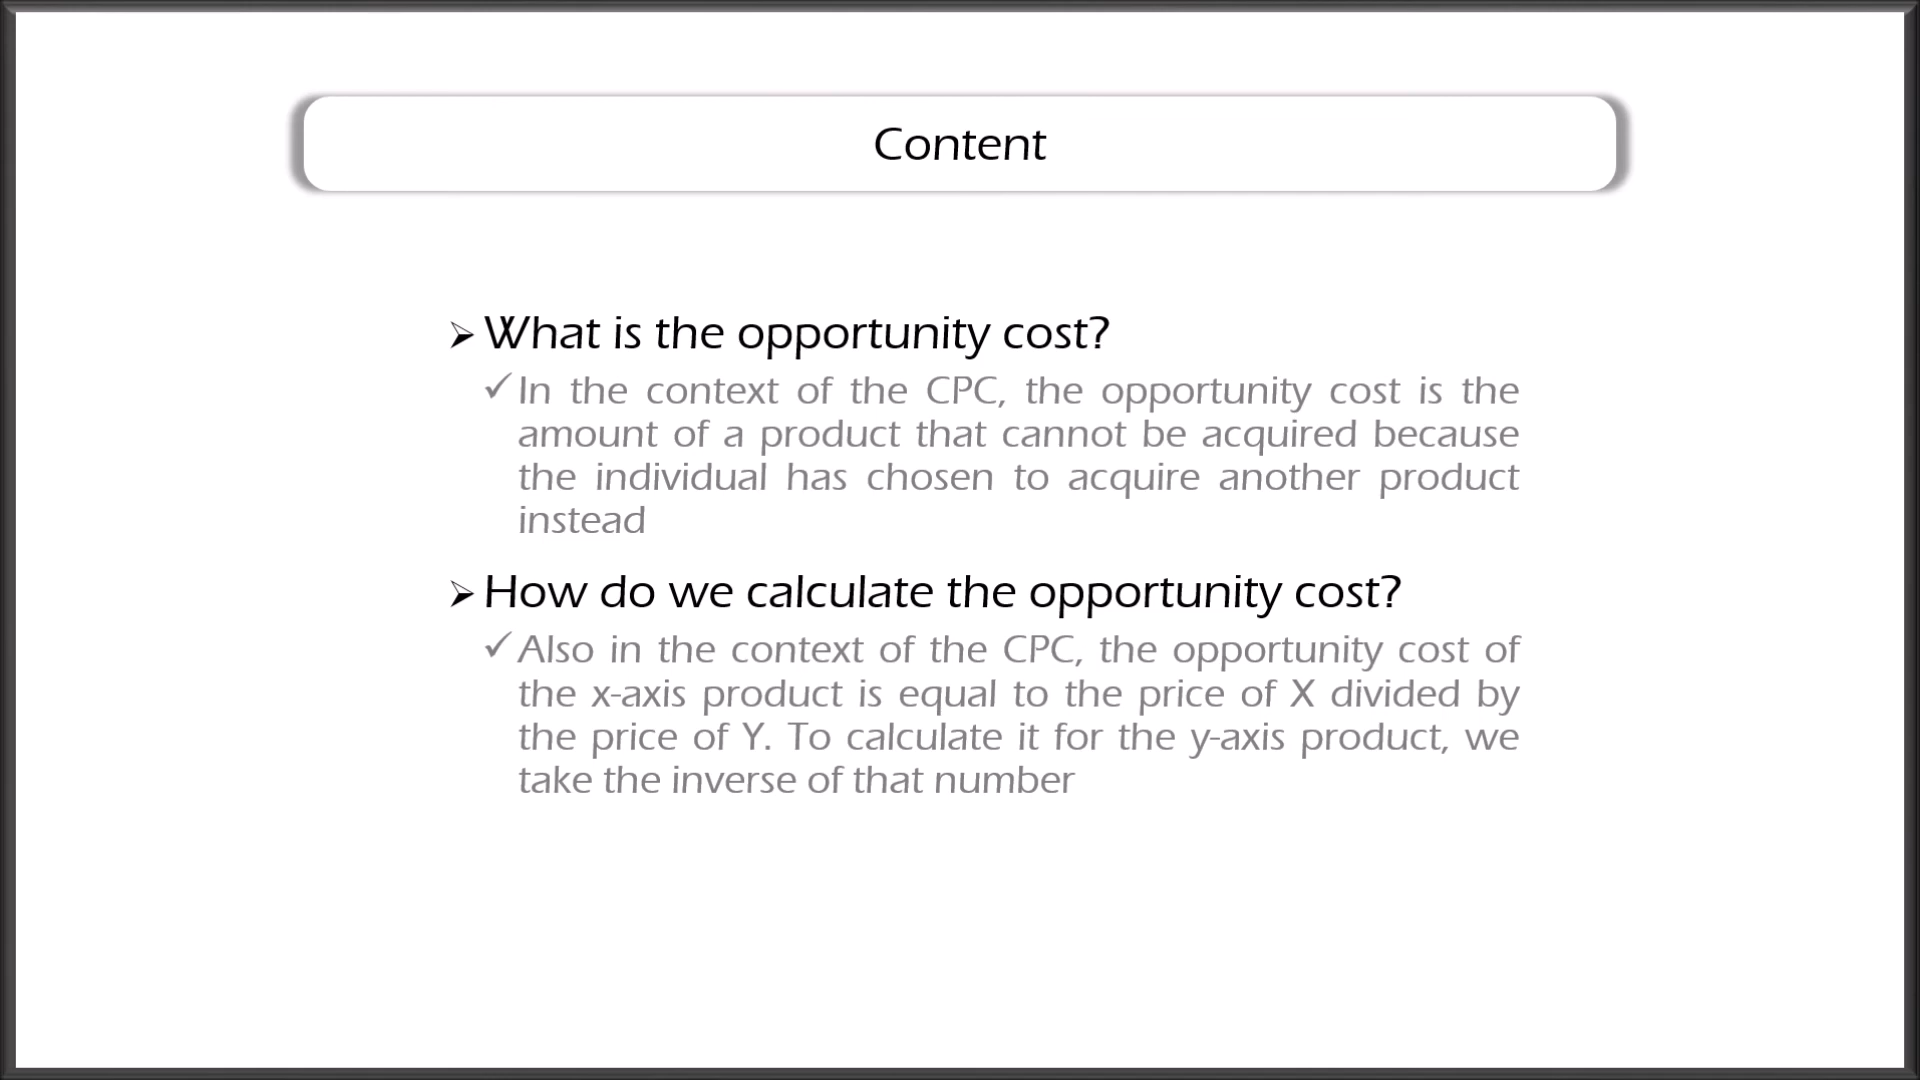 Content
➢ What is the opportunity cost?
✓ In the context of the CPC, the opportunity cost is the
amount of a product that cannot be acquired because
the individual has chosen to acquire another product
instead
➢ How do we calculate the opportunity cost?
✓ Also in the context of the CPC, the opportunity cost of
the x-axis product is equal to the price of X divided by
the price of Y. To calculate it for the y-axis product, we
take the inverse of that number